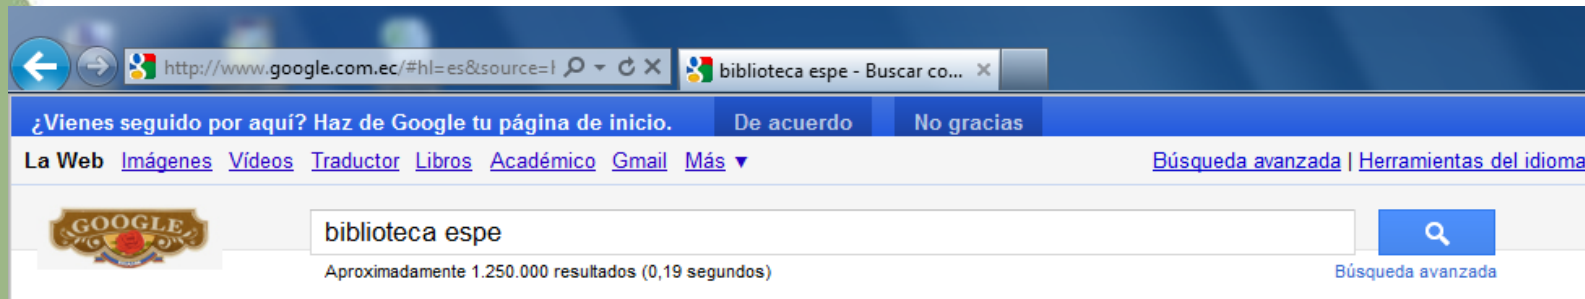 http://www.google.com.ec/#hl=es&source=
biblioteca espe - Buscar co...
¿Vienes seguido por aquí? Haz de Google tu página de inicio. De acuerdo No gracias
La Web Imágenes Vídeos Traductor Libros Académico Gmail Más ▼ Búsqueda avanzada | Herramientas del idioma
GOOGLE
biblioteca espe
Aproximadamente 1.250.000 resultados (0,19 segundos) Búsqueda avanzada